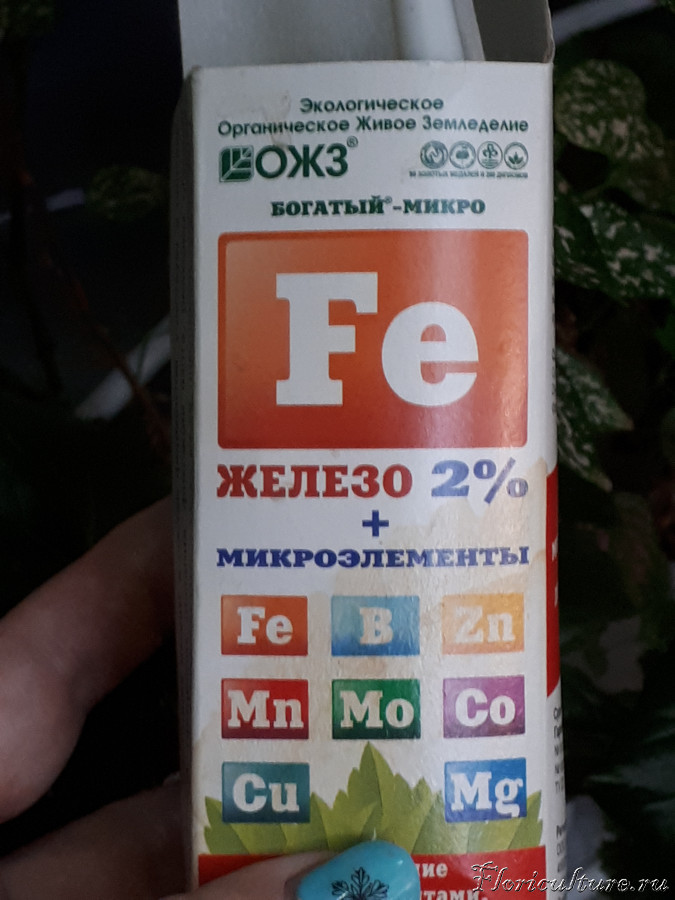 Экологическое
Органическое Живое Земледелие
ОЖЗ®
БОГАТЫЙ®-МИКРО
Fe
ЖЕЛЕЗО 2%
+
МИКРОЭЛЕМЕНТЫ
Fe B Zn
Mn Mo Co
Cu Mg
Floriculture.ru